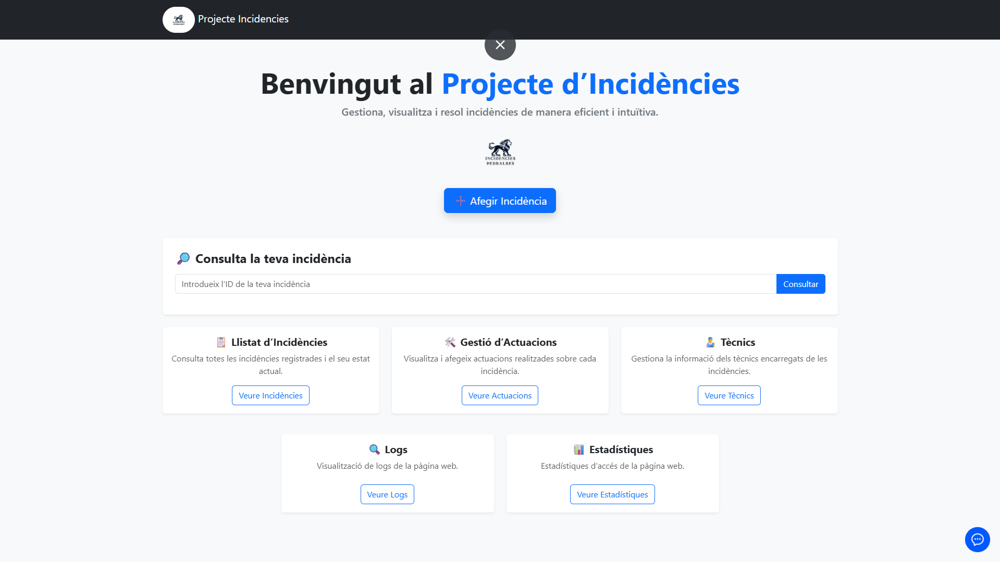 INCIDENCIES
PEDRALBES
Projecte Incidencies
Benvingut al Projecte d’Incidències
Gestiona, visualitza i resol incidències de manera eficient i intuïtiva.
INCIDENCIES
PEDRALBES
Afegir Incidència
Consulta la teva incidència
Introdueix l'ID de la teva incidència
Consultar
Llistat d’Incidències
Consulta totes les incidències registrades i el seu estat
actual.
Veure Incidències
Gestió d’Actuacions
Visualitza i afegeix actuacions realitzades sobre cada
incidència.
Veure Actuacions
Tècnics
Gestiona la informació dels tècnics encarregats de les
incidències.
Veure Tècnics
Logs
Visualització de logs de la pàgina web.
Veure Logs
Estadístiques
Estadístiques d'accés de la pàgina web.
Veure Estadístiques